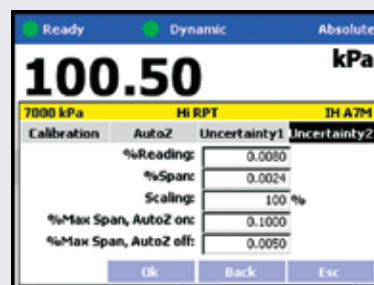 Ready Dynamic Absolute
100.50 kPa
7000 kPa Hi RPT IH A7M
Calibration AutoZ Uncertainty1 Uncertainty2
%Reading: 0.0080
%Span: 0.0024
Scaling: 100 %
%Max Span, AutoZ on: 0.1000
%Max Span, AutoZ off: 0.0050
Ok Back Esc